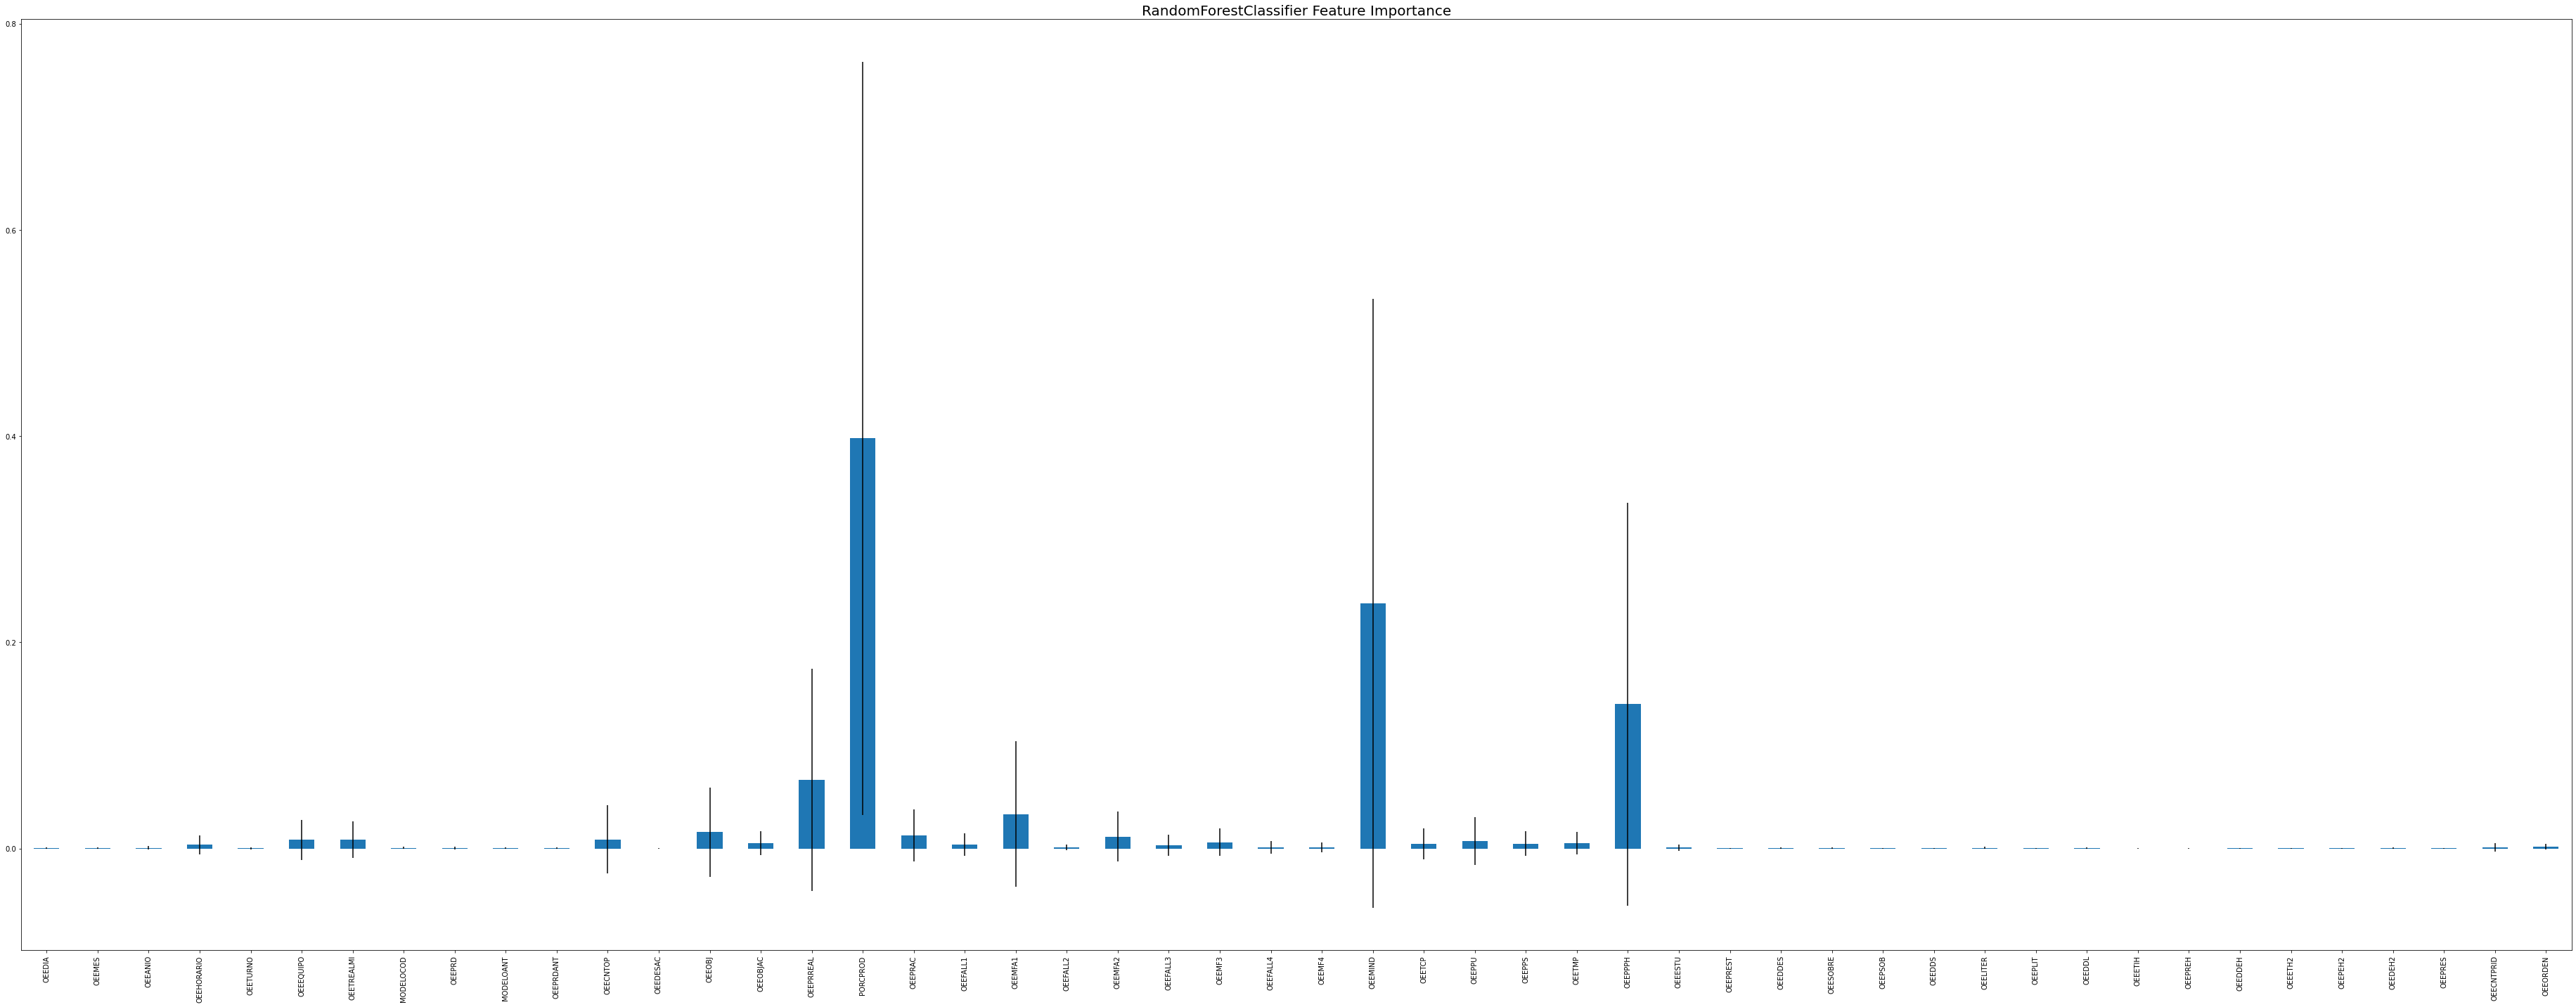 RandomForestClassifier Feature Importance
0.8
0.6
0.4
0.2
0.0
OEEDIA
OEEMES
OEEANIO
OEEHORARIO
OEETURNO
OEEEQUIPO
OEETREALMI
MODELLOCOD
OEEPRD
MODELOANT
OEEPRDANT
OEECNTOP
OEEDESAC
OEEOBJ
OEEOBJAC
OEEPRREAL
PORCPROD
OEEPRAC
OEEFALL1
OEEMFA1
OEEFALL2
OEEMFA2
OEEFALL3
OEEMF3
OEEFALL4
OEEMF4
OEEMIND
OEETCP
OEEPPU
OEEPPS
OEETMP
OEEPPPH
OEEESTU
OEEPREST
OEEDDES
OEESOBRE
OEEPSOB
OEEDDS
OEELITER
OEEPLIT
OEEDDL
OEEETIH
OEEPREH
OEEDDEH
OEEETH2
OEEPEH2
OEEDEH2
OEEPRES
OEECNTPRID
OEEORDEN